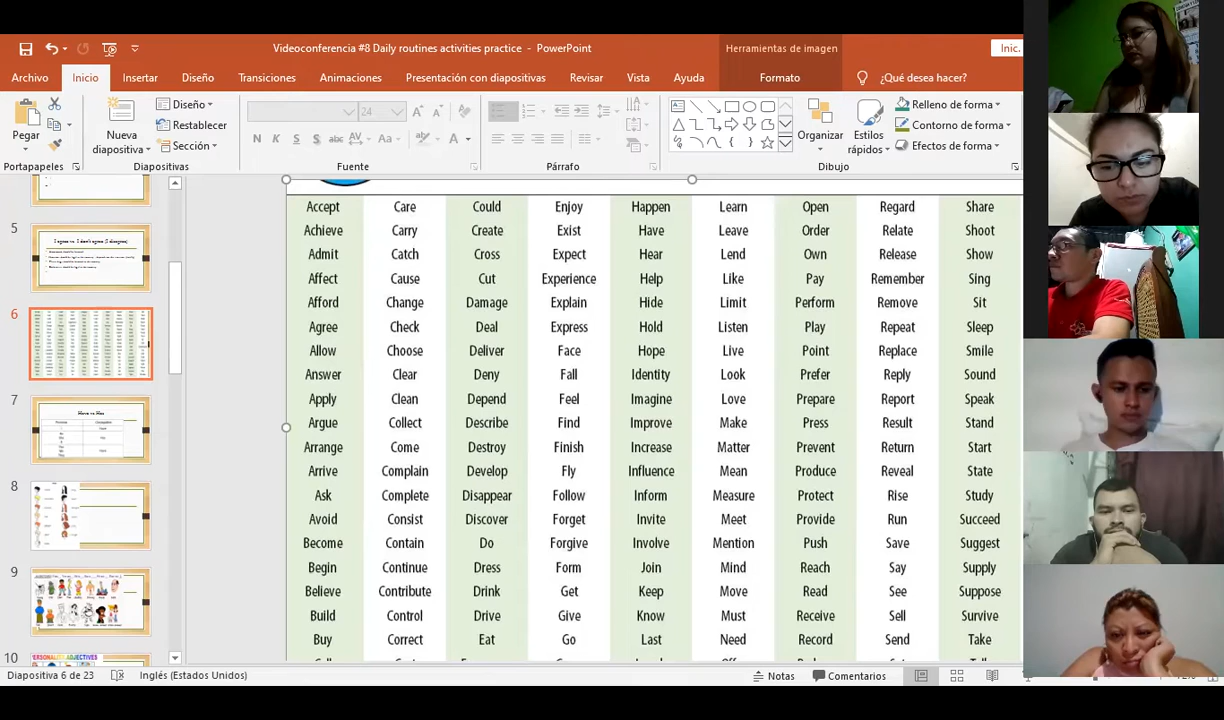 Videoconferencia #8 Daily routines activities practice - PowerPoint
Herramientas de imagen
Inic.
Archivo Inicio Insertar Diseño Transiciones Animaciones Presentación con diapositivas Revisar Vista Ayuda Formato ¿Qué desea hacer?
Pegar
Nueva diapositiva
Diseño
Restablecer
Sección
24
N K S S abc AV Aa A
Organizar
Estilos rápidos
Relleno de forma
Contorno de forma
Efectos de forma
Portapapeles Diapositivas Fuente Párrafo Dibujo
5
6
7
Have vs Has
8
9
10
PERSONALITY ADJECTIVES
Accept Care Could Enjoy Happen Learn Open Regard Share
Achieve Carry Create Exist Have Leave Order Relate Shoot
Admit Catch Cross Expect Hear Lend Own Release Show
Affect Cause Cut Experience Help Like Pay Remember Sing
Afford Change Damage Explain Hide Limit Perform Remove Sit
Agree Check Deal Express Hold Listen Play Repeat Sleep
Allow Choose Deliver Face Hope Live Point Replace Smile
Answer Clear Deny Fall Identity Look Prefer Reply Sound
Apply Clean Depend Feel Imagine Love Prepare Report Speak
Argue Collect Describe Find Improve Make Press Result Stand
Arrange Come Destroy Finish Increase Matter Prevent Return Start
Arrive Complain Develop Fly Influence Mean Produce Reveal State
Ask Complete Disappear Follow Inform Measure Protect Rise Study
Avoid Consist Discover Forget Invite Meet Provide Run Succeed
Become Contain Do Forgive Involve Mention Push Save Suggest
Begin Continue Dress Form Join Mind Reach Say Supply
Believe Contribute Drink Get Keep Move Read See Suppose
Build Control Drive Give Know Must Receive Sell Survive
Buy Correct Eat Go Last Need Record Send Take
Diapositiva 6 de 23 Inglés (Estados Unidos) Notas Comentarios